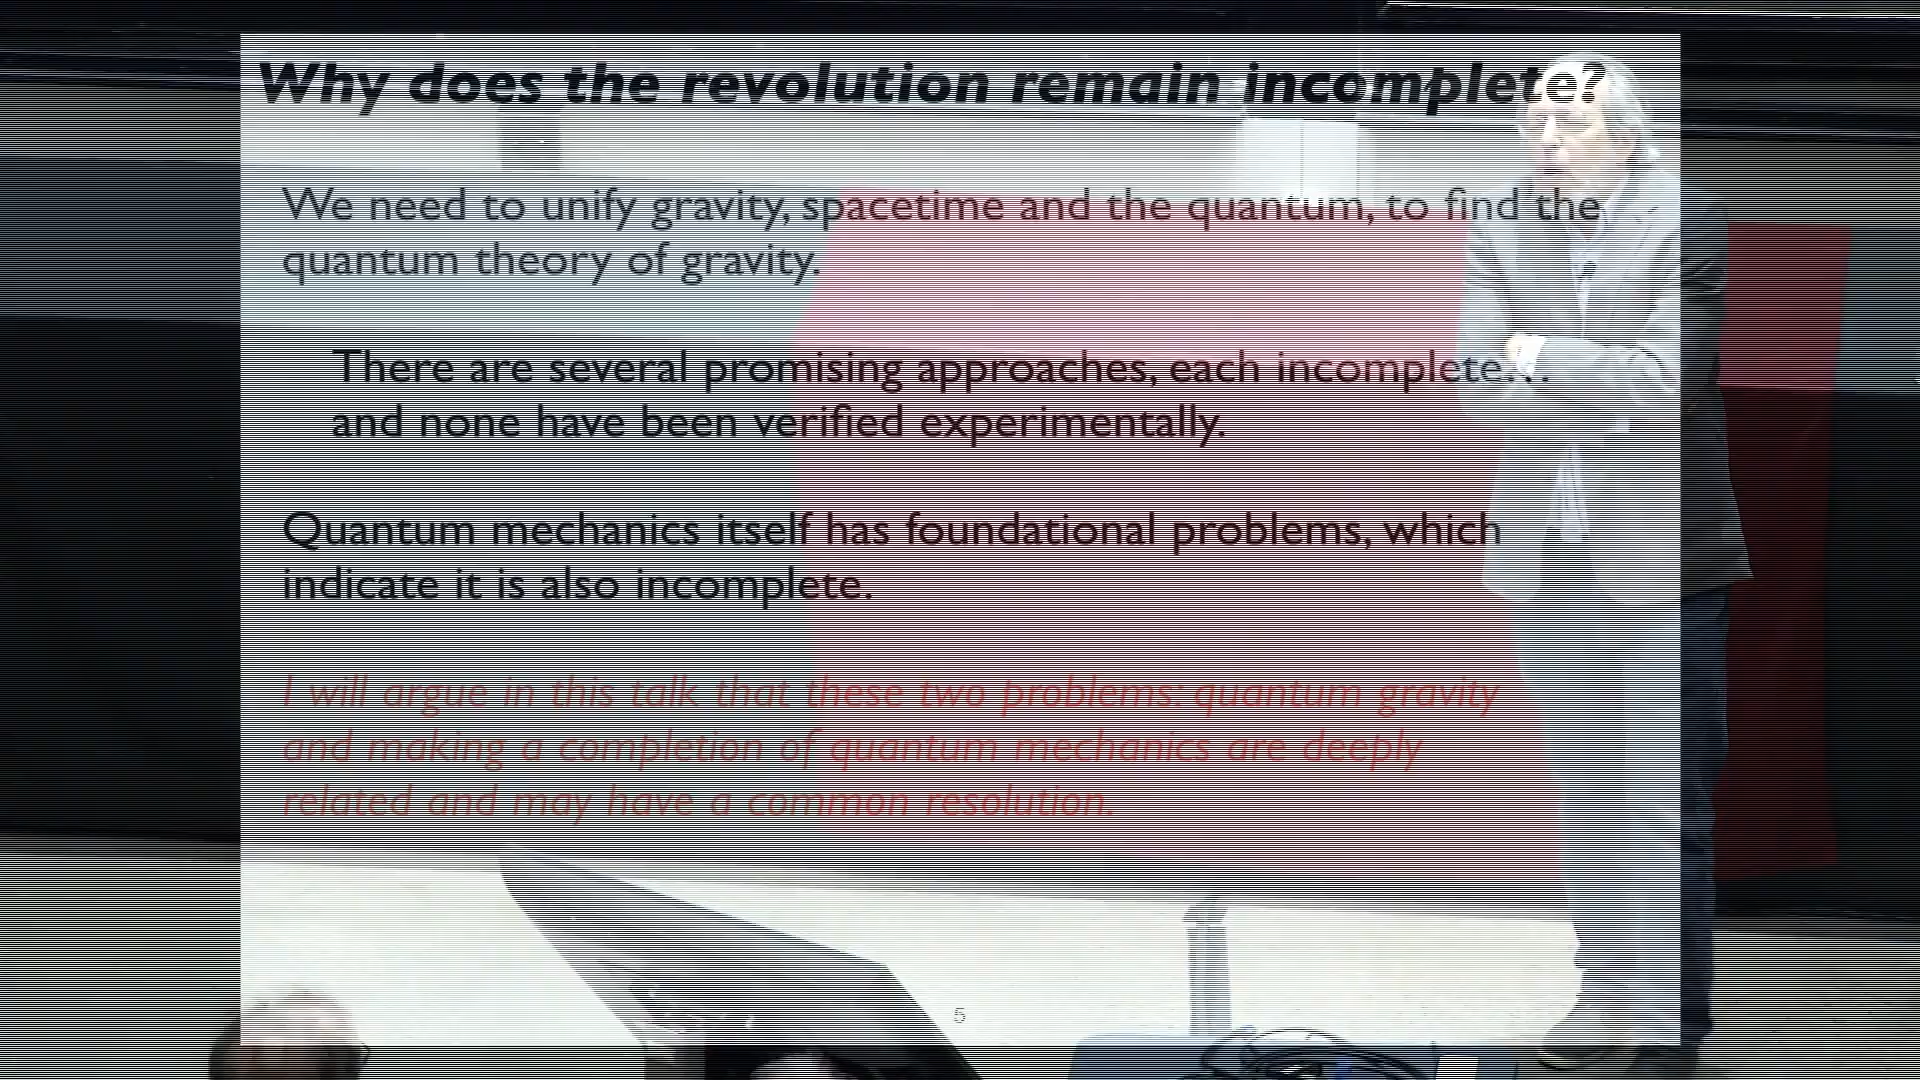 Why does the revolution remain incomplete?
We need to unify gravity, spacetime and the quantum, to find the
quantum theory of gravity.
There are several promising approaches, each incomplete...
and none have been verified experimentally.
Quantum mechanics itself has foundational problems, which
indicate it is also incomplete.
I will argue in this talk that these two problems: quantum gravity
and making a completion of quantum mechanics are deeply
related and may have a common resolution.
5